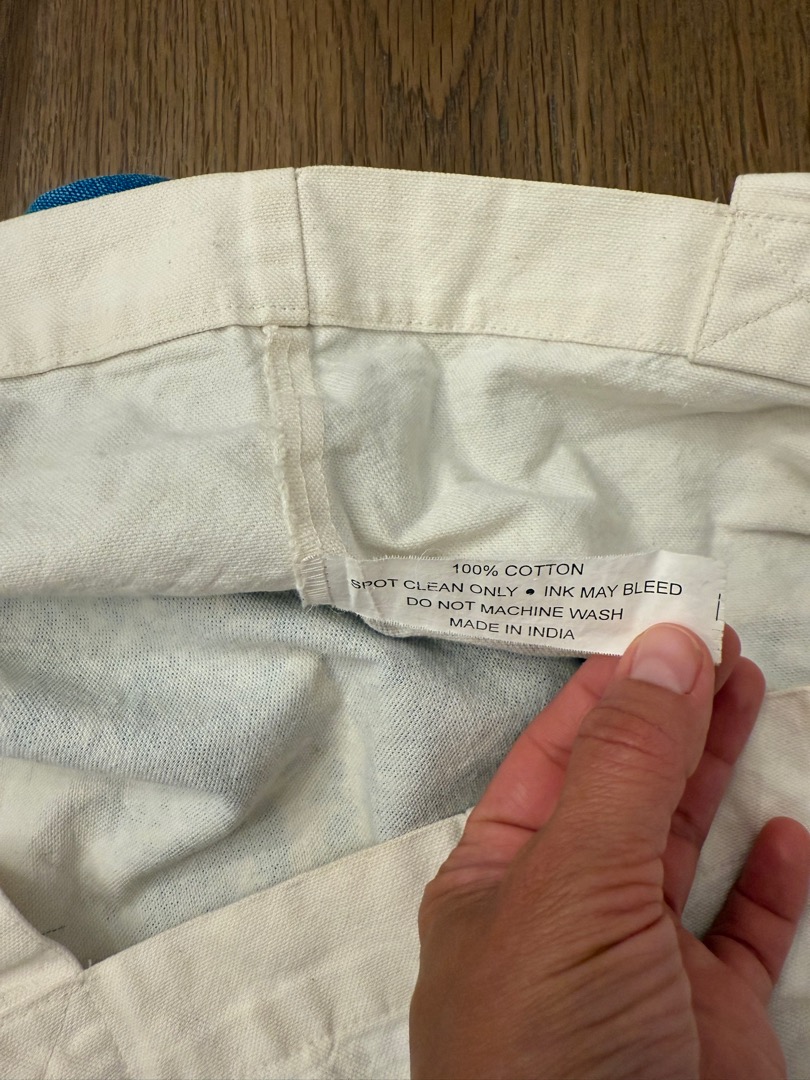 100% COTTON
SPOT CLEAN ONLY • INK MAY BLEED
DO NOT MACHINE WASH
MADE IN INDIA